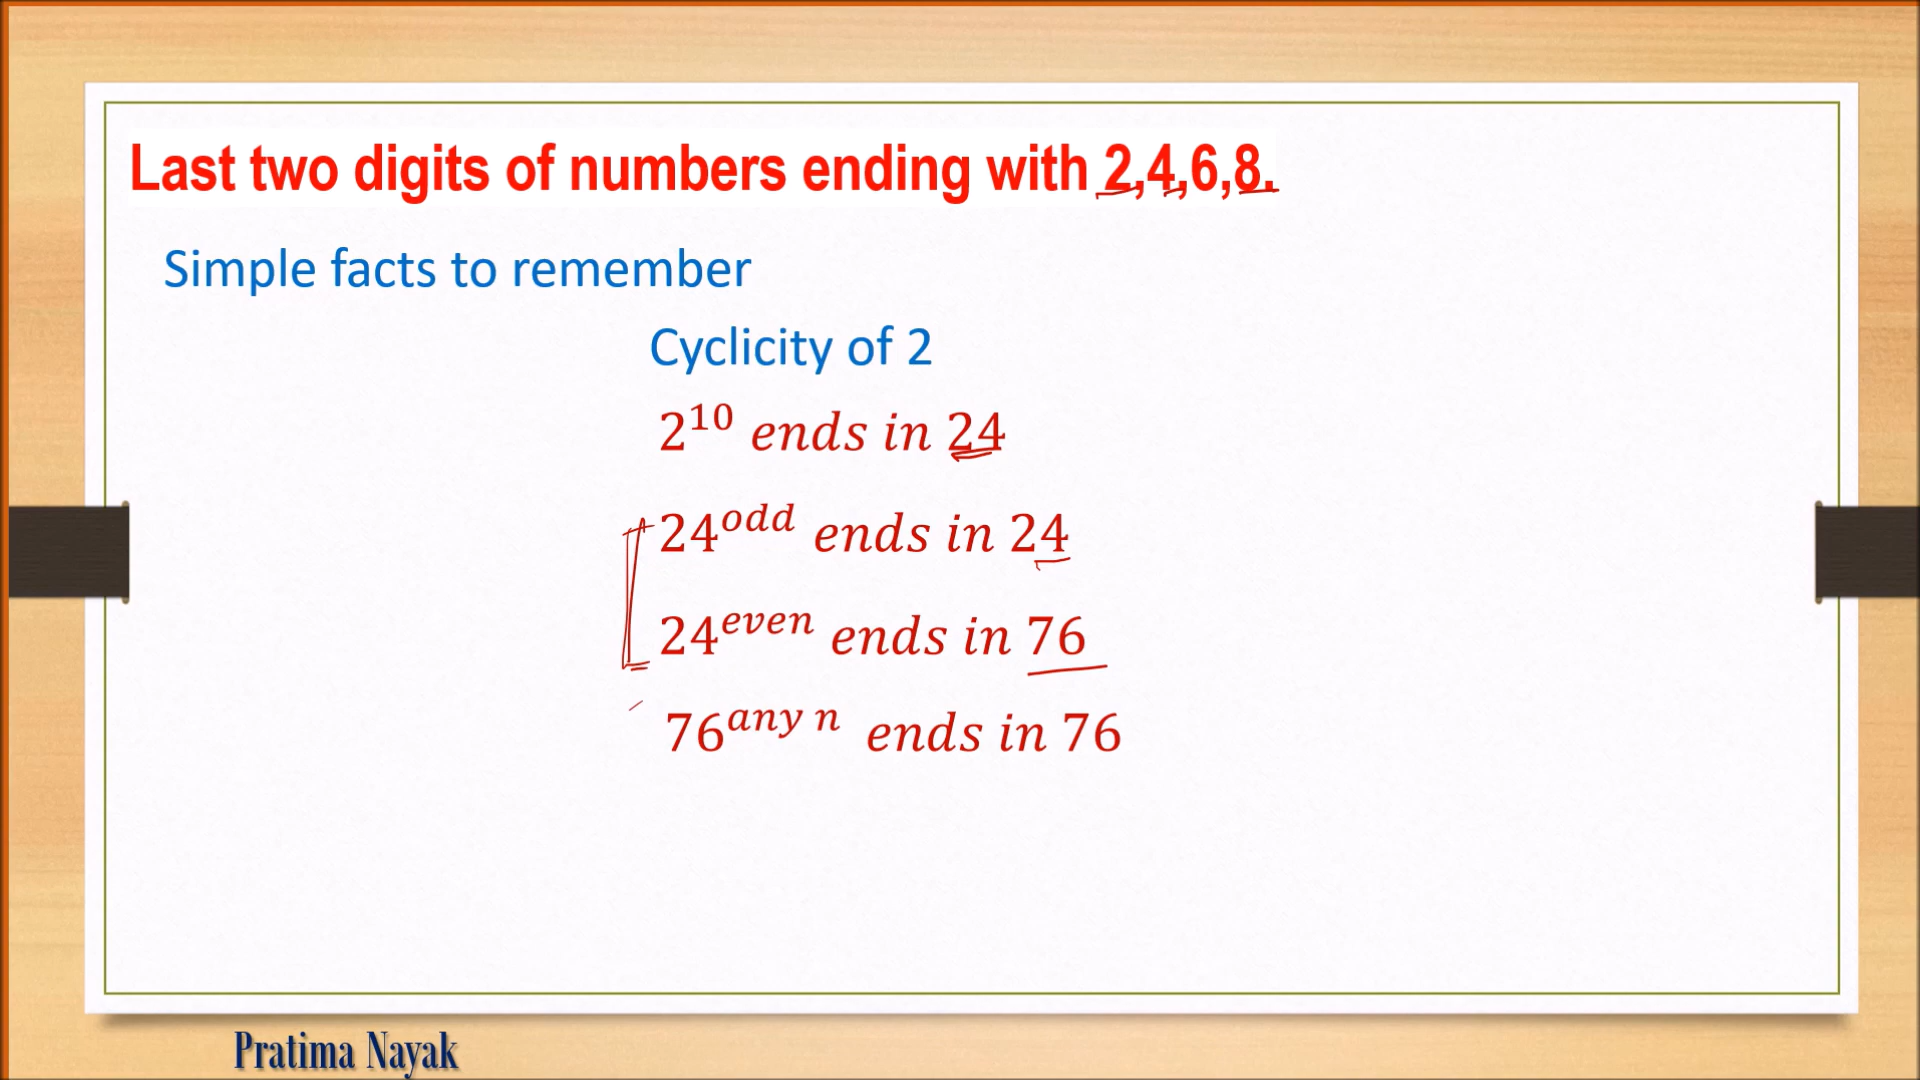 Last two digits of numbers ending with 2,4,6,8.
Simple facts to remember
Cyclicity of 2
2^10 ends in 24
24^odd ends in 24
24^even ends in 76
76^any n ends in 76
Pratima Nayak